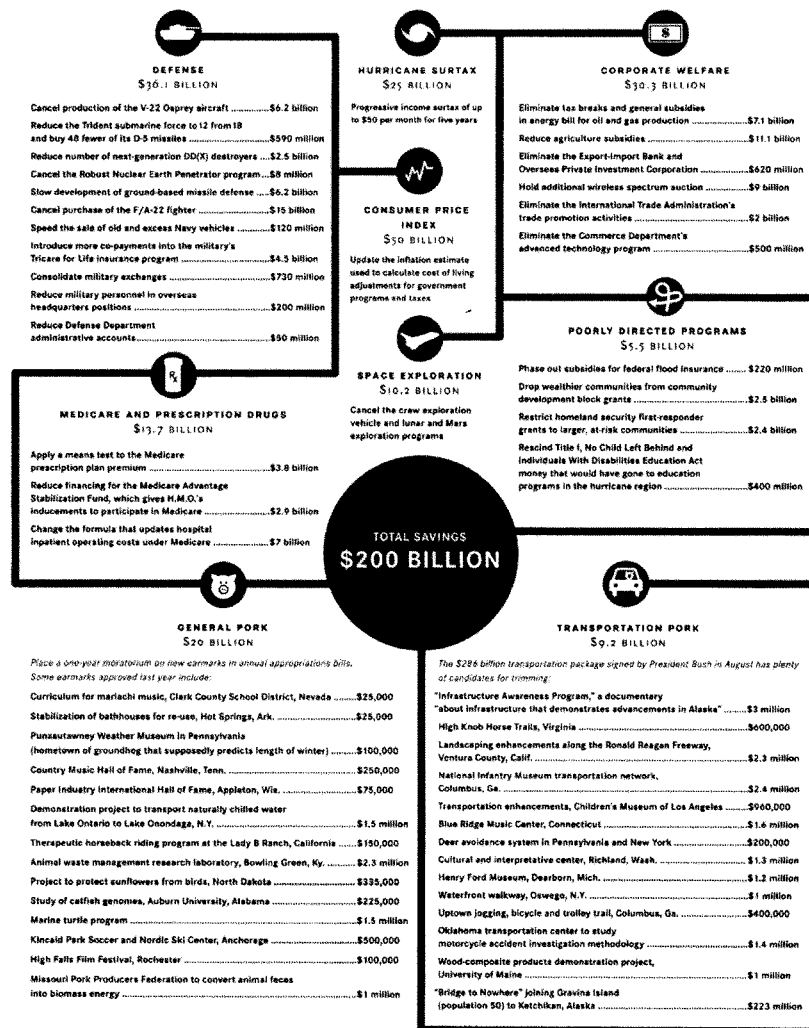 DEFENSE
$36.1 BILLION
Cancel production of the V-22 Osprey aircraft ..............$6.2 billion
Reduce the Trident submarine force to 12 from 18
and buy 48 fewer of its D-5 missiles ..........................$590 million
Reduce number of next-generation DD(X) destroyers ....$2.5 billion
Cancel the Robust Nuclear Earth Penetrator program ..$8 million
Slow development of ground-based missile defense ....$6.2 billion
Cancel purchase of the F/A-22 fighter ........................$15 billion
Speed the sale of old and excess Navy vehicles ..........$120 million
Introduce more co-payments into the military's
Tricare for Life insurance program .............................$4.5 billion
Consolidate military exchanges ..................................$730 million
Reduce military personnel in overseas
headquarters positions ..............................................$200 million
Reduce Defense Department
administrative accounts .............................................$50 million
HURRICANE SURTAX
$25 BILLION
Progressive income surtax of up
to $50 per month for five years
CONSUMER PRICE
INDEX
$50 BILLION
Update the inflation estimate
used to calculate cost of living
adjustments for government
programs and taxes
SPACE EXPLORATION
$10.2 BILLION
Cancel the crew exploration
vehicle and lunar and Mars
exploration programs
$
CORPORATE WELFARE
$30.3 BILLION
Eliminate tax breaks and general subsidies
in energy bill for oil and gas production ......................$7.1 billion
Reduce agriculture subsidies ......................................$11.1 billion
Eliminate the Export-Import Bank and
Overseas Private Investment Corporation ...................$620 million
Hold additional wireless spectrum auction ..................$9 billion
Eliminate the International Trade Administration's
trade promotion activities ..........................................$2 billion
Eliminate the Commerce Department's
advanced technology program ...................................$500 million
POORLY DIRECTED PROGRAMS
$5.5 BILLION
Phase out subsidies for federal flood insurance ....... $220 million
Drop wealthier communities from community
development block grants ..........................................$2.5 billion
Restrict homeland security first-responder
grants to larger, at-risk communities .........................$2.4 billion
Rescind Title I, No Child Left Behind and
Individuals With Disabilities Education Act
money that would have gone to education
programs in the hurricane region ...............................$400 million
Rx
MEDICARE AND PRESCRIPTION DRUGS
$13.7 BILLION
Apply a means test to the Medicare
prescription plan premium .........................................$3.8 billion
Reduce financing for the Medicare Advantage
Stabilization Fund, which gives H.M.O.'s
inducements to participate in Medicare ......................$2.9 billion
Change the formula that updates hospital
inpatient operating costs under Medicare ...................$7 billion
TOTAL SAVINGS
$200 BILLION
GENERAL PORK
$20 BILLION
Place a one-year moratorium on new earmarks in annual appropriations bills.
Some earmarks approved last year include:
Curriculum for mariachi music, Clark County School District, Nevada .......$25,000
Stabilization of bathhouses for re-use, Hot Springs, Ark. ....................$25,000
Punxsutawney Weather Museum in Pennsylvania
(hometown of groundhog that supposedly predicts length of winter) .......$100,000
Country Music Hall of Fame, Nashville, Tenn. ....................................$250,000
Paper Industry International Hall of Fame, Appleton, Wis. ....................$75,000
Demonstration project to transport naturally chilled water
from Lake Ontario to Lake Onondaga, N.Y. ........................................$1.5 million
Therapeutic horseback riding program at the Lady B Ranch, California ..$150,000
Animal waste management research laboratory, Bowling Green, Ky. ......$2.3 million
Project to protect sunflowers from birds, North Dakota .......................$335,000
Study of catfish genomes, Auburn University, Alabama .......................$225,000
Marine turtle program ......................................................................$1.5 million
Kincaid Park Soccer and Nordic Ski Center, Anchorage ......................$500,000
High Falls Film Festival, Rochester ...................................................$100,000
Missouri Pork Producers Federation to convert animal feces
into biomass energy .........................................................................$1 million
TRANSPORTATION PORK
$9.2 BILLION
The $286 billion transportation package signed by President Bush in August has plenty
of candidates for trimming:
"Infrastructure Awareness Program," a documentary
"about infrastructure that demonstrates advancements in Alaska" ......$3 million
High Knob Horse Trails, Virginia .......................................................$600,000
Landscaping enhancements along the Ronald Reagan Freeway,
Ventura County, Calif. ......................................................................$2.3 million
National Infantry Museum transportation network,
Columbus, Ga. .................................................................................$2.4 million
Transportation enhancements, Children's Museum of Los Angeles ......$960,000
Blue Ridge Music Center, Connecticut ...............................................$1.6 million
Deer avoidance system in Pennsylvania and New York .......................$200,000
Cultural and interpretative center, Richland, Wash. ............................$1.3 million
Henry Ford Museum, Dearborn, Mich. ...............................................$1.2 million
Waterfront walkway, Oswego, N.Y. ....................................................$1 million
Uptown jogging, bicycle and trolley trail, Columbus, Ga. ....................$400,000
Oklahoma transportation center to study
motorcycle accident investigation methodology .................................$1.4 million
Wood-composite products demonstration project,
University of Maine ..........................................................................$1 million
"Bridge to Nowhere" joining Gravina Island
(population 50) to Ketchikan, Alaska .................................................$223 million